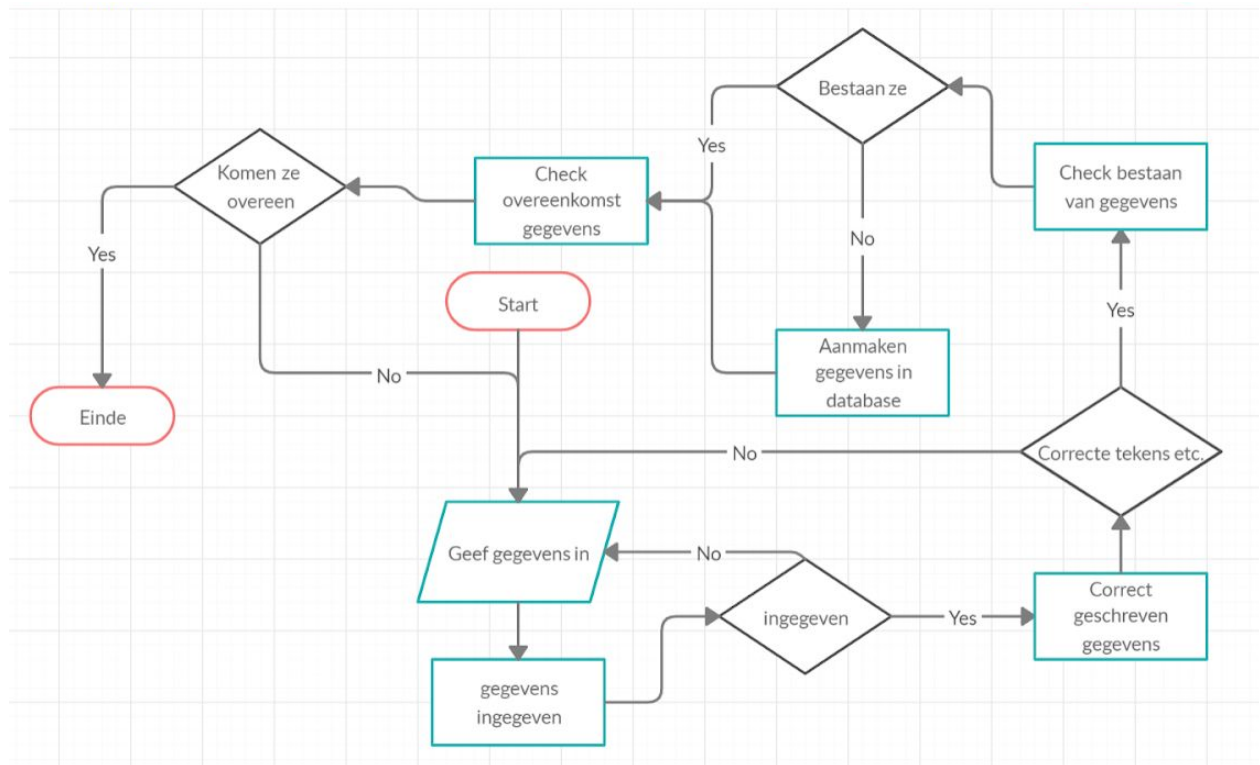 Bestaan ze
Yes
Komen ze
overeen
Check
overeenkomst
gegevens
Check bestaan
van gegevens
Yes
No
Start
Yes
Aanmaken
gegevens in
database
No
Einde
No
Correcte tekens etc.
Geef gegevens in
No
Correct
geschreven
gegevens
ingegeven
Yes
gegevens
ingegeven